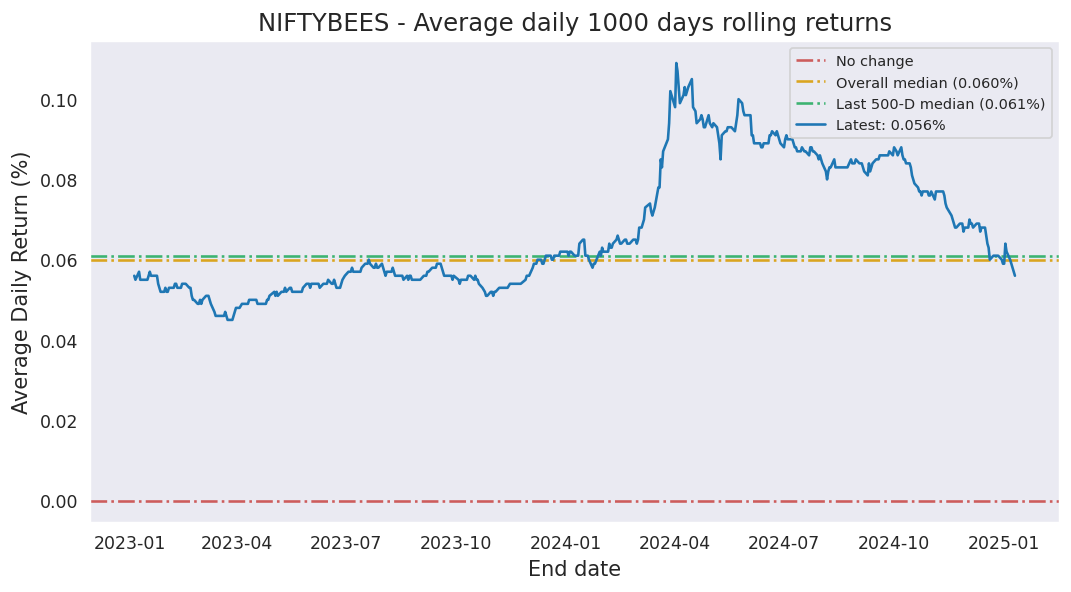 NIFTYBEES - Average daily 1000 days rolling returns
No change
Overall median (0.060%)
Last 500-D median (0.061%)
Latest: 0.056%
Average Daily Return (%)
0.10
0.08
0.06
0.04
0.02
0.00
2023-01 2023-04 2023-07 2023-10 2024-01 2024-04 2024-07 2024-10 2025-01
End date